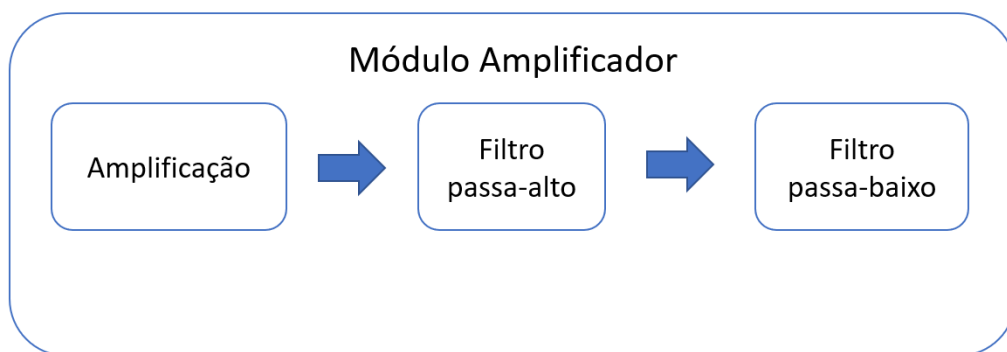 Módulo Amplificador
Amplificação
Filtro
passa-alto
Filtro
passa-baixo